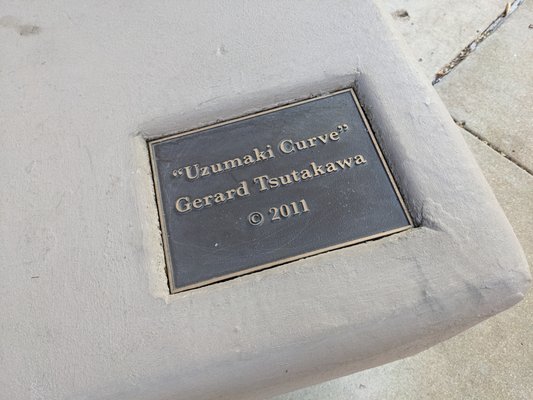 “Uzumaki Curve”
Gerard Tsutakawa
© 2011